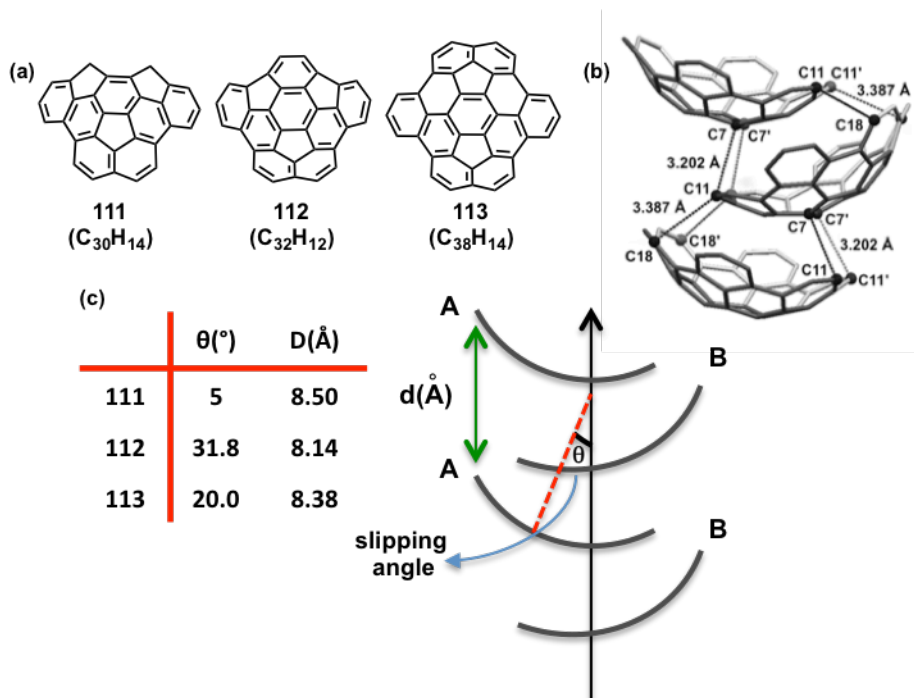 (a)
111
(C30H14)
112
(C32H12)
113
(C38H14)
(b)
C11
C11'
3.387 Å
C18
C7
C7'
3.202 Å
C11
3.387 Å
C7
C7'
C18
C18'
3.202 Å
C11
C11'
(c)
θ(°) D(Å)
111 5 8.50
112 31.8 8.14
113 20.0 8.38
A
B
d(Å)
θ
A
B
slipping
angle